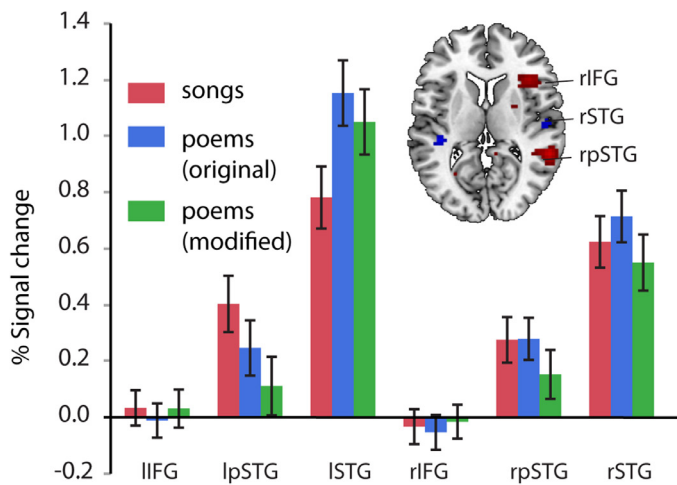 1.4
1.2
1.0
0.8
0.6
0.4
0.2
0.0
-0.2
% Signal change
songs
poems
(original)
poems
(modified)
rIFG
rSTG
rpSTG
lIFG lpSTG lSTG rIFG rpSTG rSTG